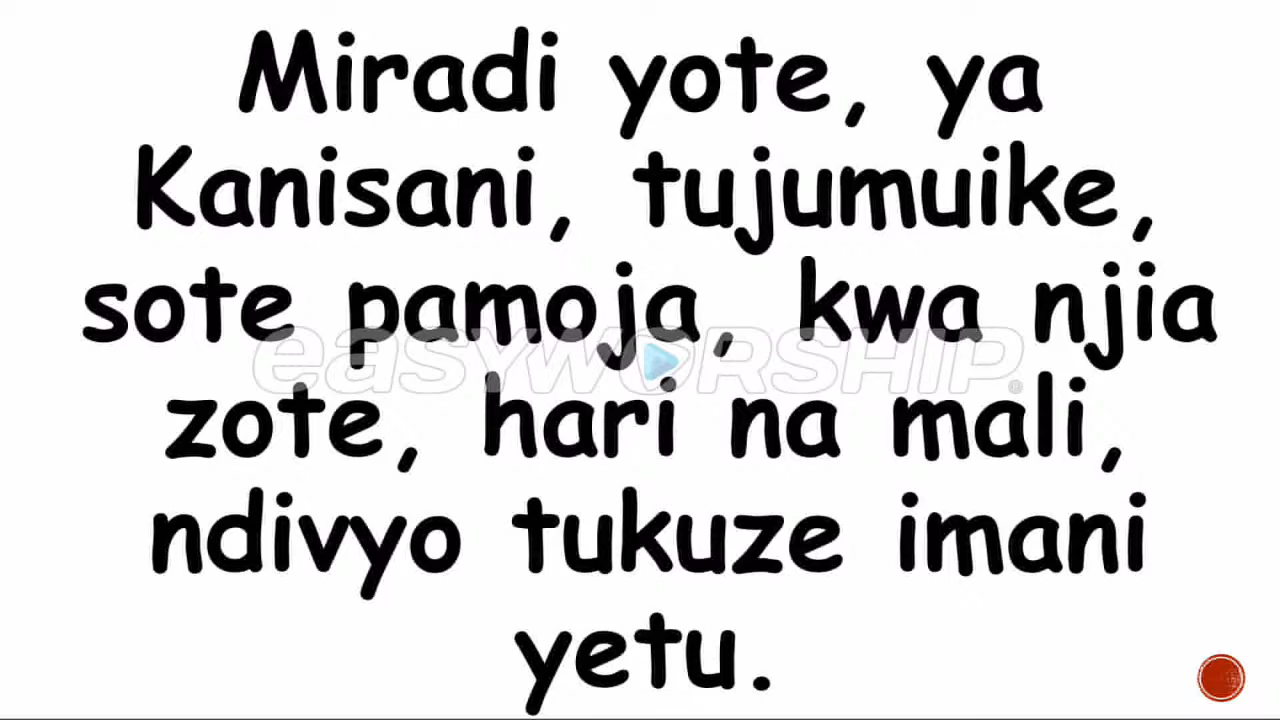 Miradi yote, ya
Kanisani, tujumuike,
sote pamoja, kwa njia
easyworship®
zote, hari na mali,
ndivyo tukuze imani
yetu.